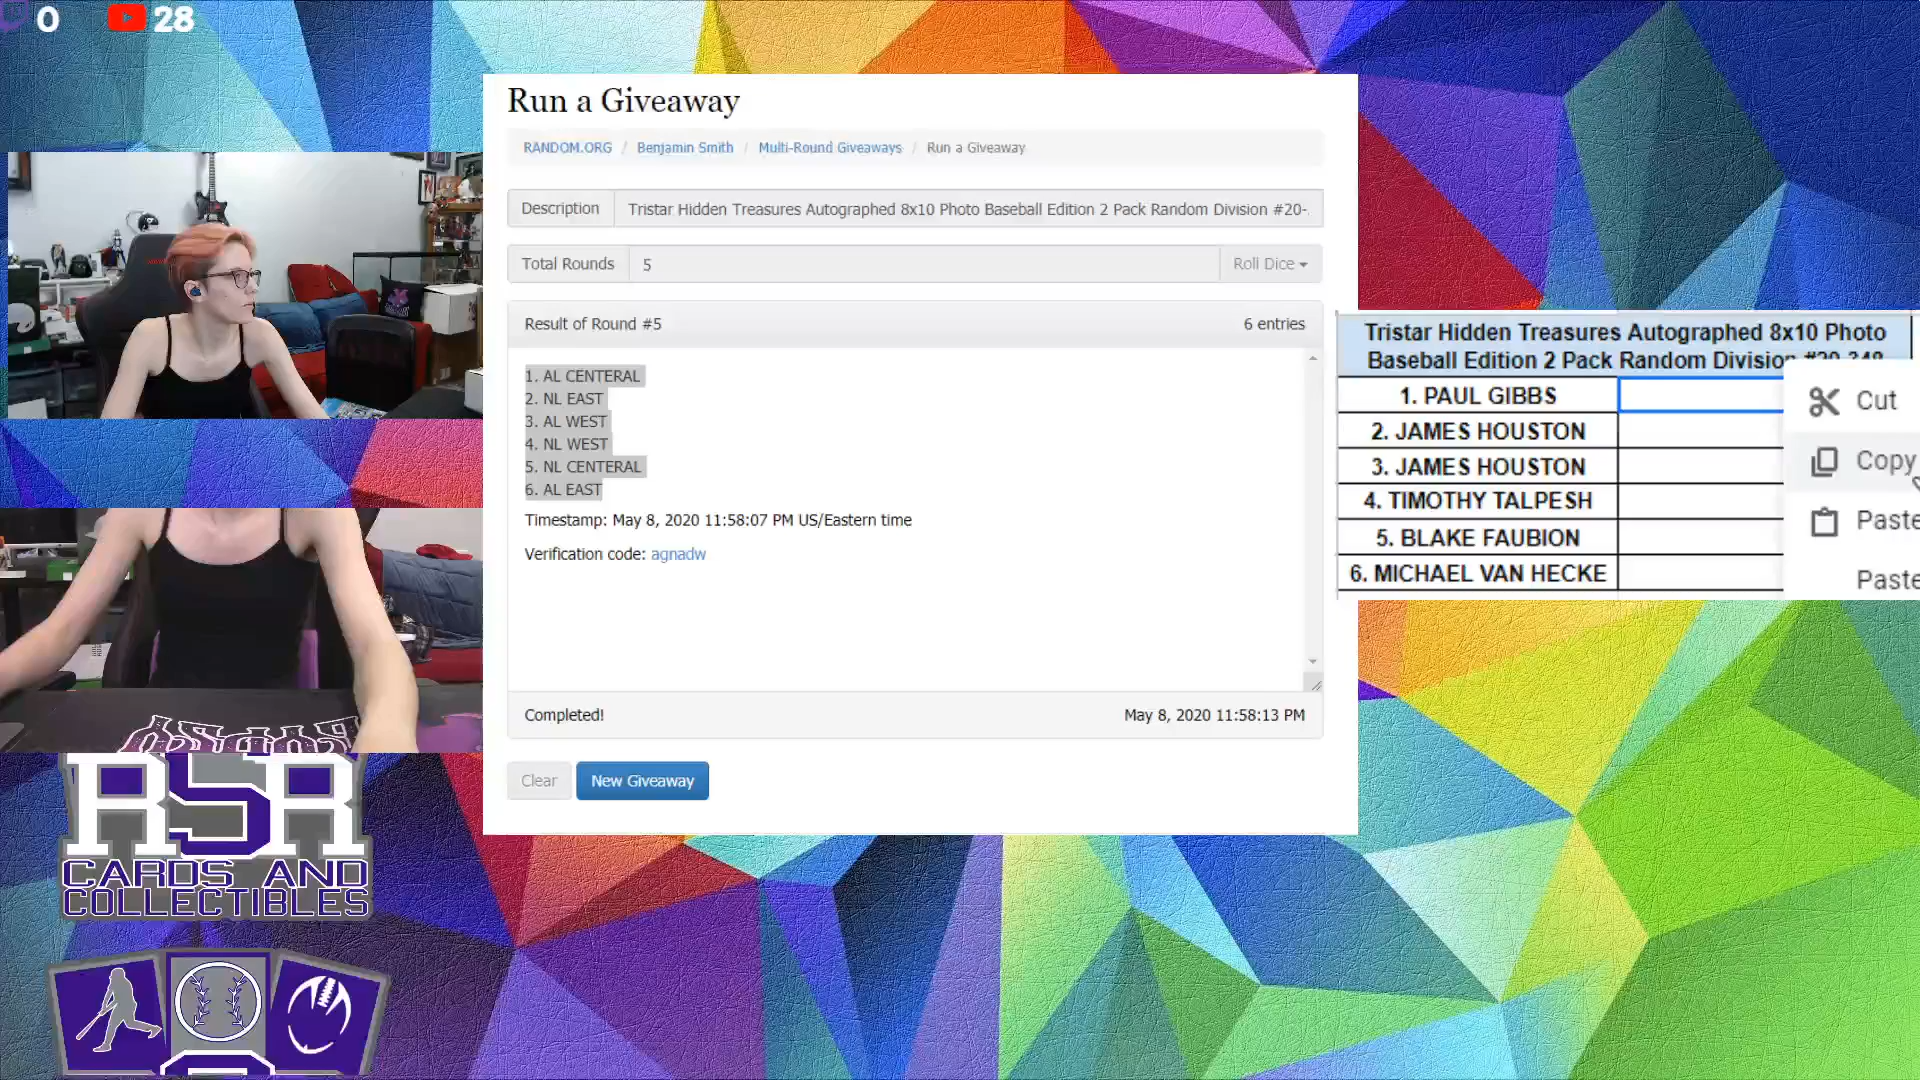 0 28
Run a Giveaway
RANDOM.ORG / Benjamin Smith / Multi-Round Giveaways / Run a Giveaway
Description Tristar Hidden Treasures Autographed 8x10 Photo Baseball Edition 2 Pack Random Division #20-
Total Rounds 5 Roll Dice
Result of Round #5 6 entries
1. AL CENTERAL
2. NL EAST
3. AL WEST
4. NL WEST
5. NL CENTERAL
6. AL EAST
Timestamp: May 8, 2020 11:58:07 PM US/Eastern time
Verification code: agnadw
Completed! May 8, 2020 11:58:13 PM
Clear New Giveaway
Tristar Hidden Treasures Autographed 8x10 Photo
Baseball Edition 2 Pack Random Division #20-348
1. PAUL GIBBS
2. JAMES HOUSTON
3. JAMES HOUSTON
4. TIMOTHY TALPESH
5. BLAKE FAUBION
6. MICHAEL VAN HECKE
Cut
Copy
Paste
Paste
RSR
CARDS AND
COLLECTIBLES